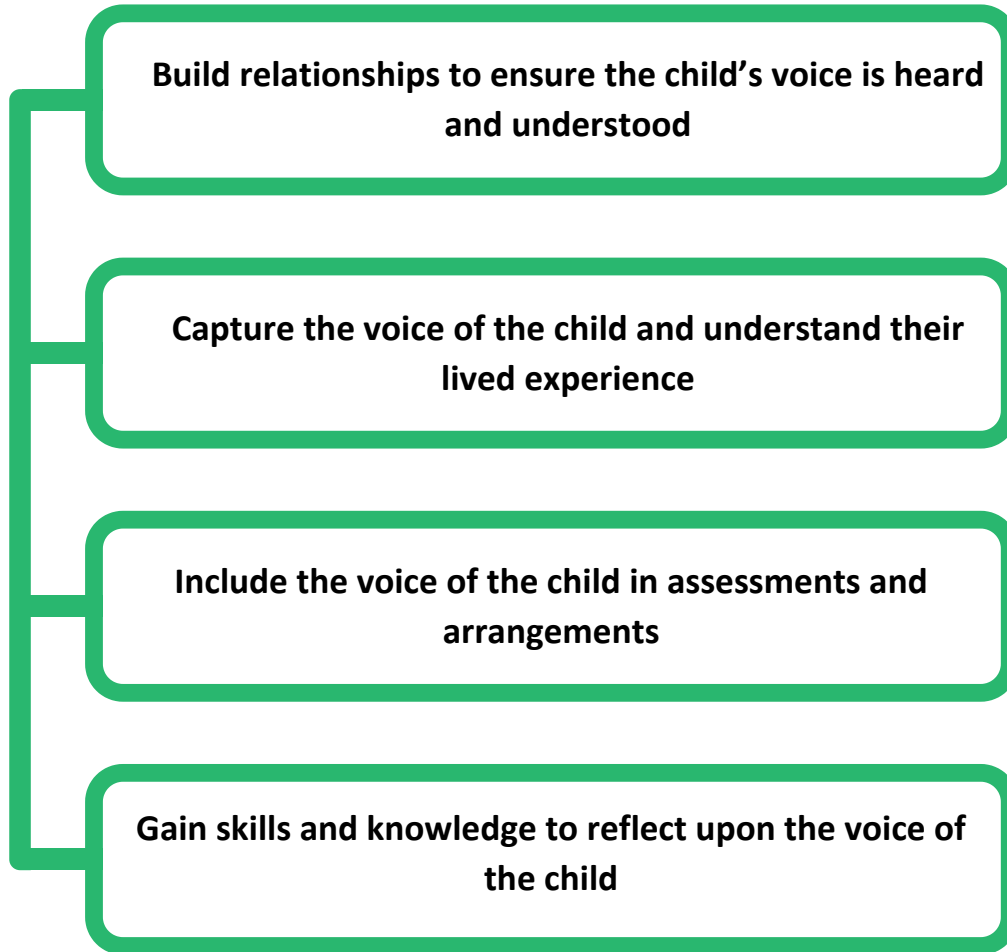 Build relationships to ensure the child’s voice is heard
and understood
Capture the voice of the child and understand their
lived experience
Include the voice of the child in assessments and
arrangements
Gain skills and knowledge to reflect upon the voice of
the child